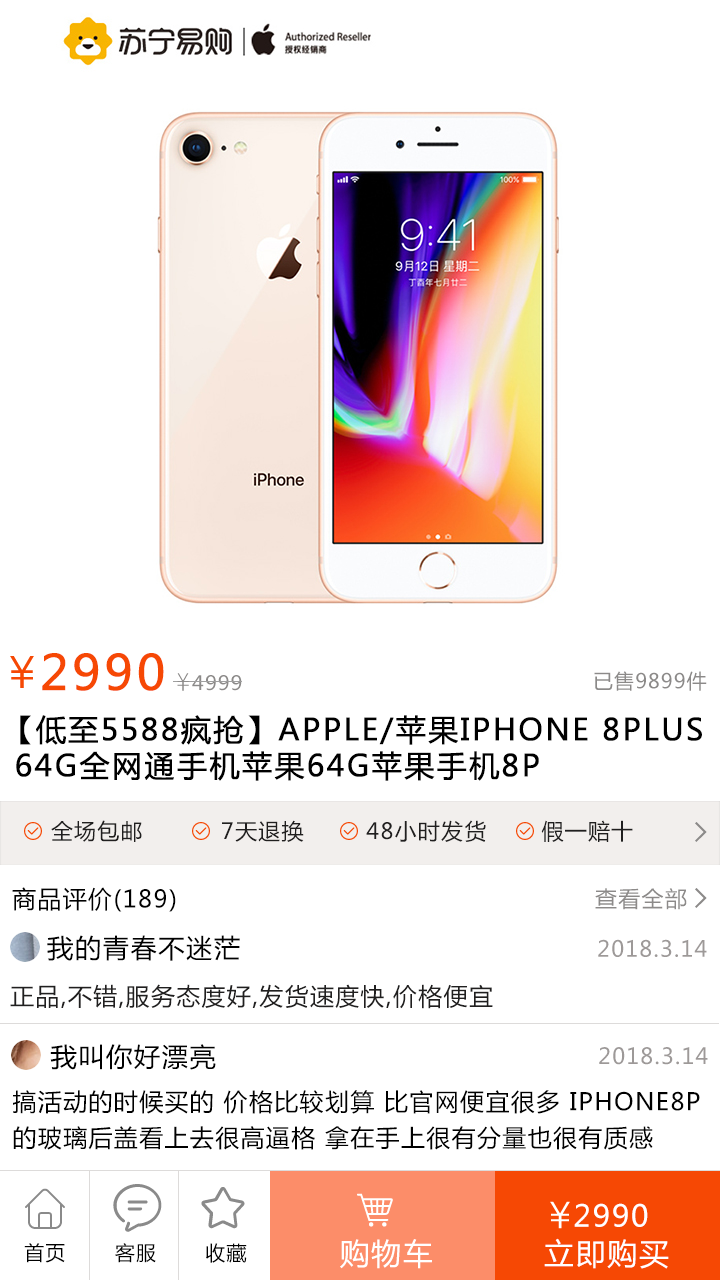 苏宁易购 Authorized Reseller
授权经销商
100%
9:41
9月12日 星期二
丁酉年七月廿二
iPhone
¥2990 ¥4999 已售9899件
【低至5588疯抢】APPLE/苹果IPHONE 8PLUS
64G全网通手机苹果64G苹果手机8P
全场包邮 7天退换 48小时发货 假一赔十
商品评价(189) 查看全部
我的青春不迷茫 2018.3.14
正品,不错,服务态度好,发货速度快,价格便宜
我叫你好漂亮 2018.3.14
搞活动的时候买的 价格比较划算 比官网便宜很多 IPHONE8P
的玻璃后盖看上去很高逼格 拿在手上很有分量也很有质感
首页 客服 收藏 购物车 ¥2990
立即购买